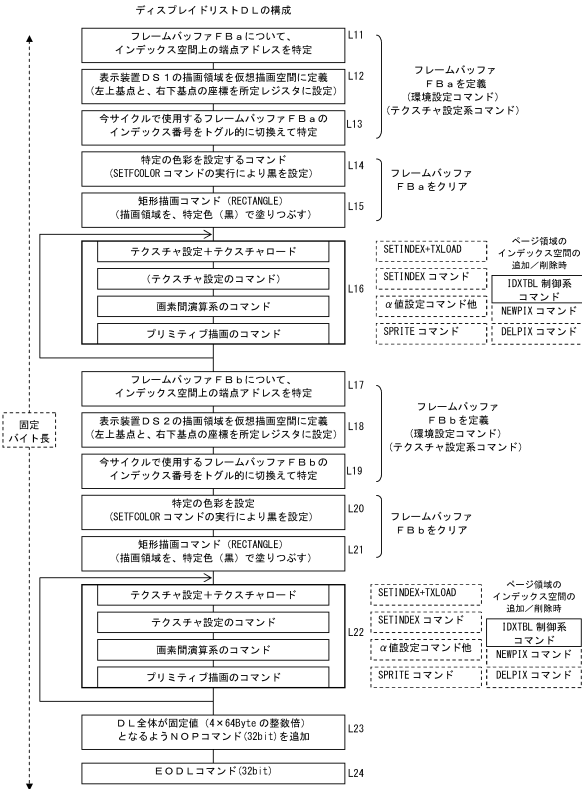 ディスプレイドリストＤＬの構成
フレームバッファＦＢａについて、
インデックス空間上の端点アドレスを特定
L11
表示装置ＤＳ１の描画領域を仮想描画空間に定義
(左上基点と、右下基点の座標を所定レジスタに設定)
L12
今サイクルで使用するフレームバッファＦＢａの
インデックス番号をトグル的に切換えて特定
L13
フレームバッファ
ＦＢａを定義
(環境設定コマンド)
(テクスチャ設定系コマンド)
特定の色彩を設定するコマンド
(SETFCOLOR コマンドの実行により黒を設定)
L14
矩形描画コマンド（RECTANGLE）
(描画領域を、特定色（黒）で塗りつぶす)
L15
フレームバッファ
ＦＢａをクリア
テクスチャ設定＋テクスチャロード
(テクスチャ設定のコマンド)
画素間演算系のコマンド
プリミティブ描画のコマンド
L16
SETINDEX+TXLOAD
SETINDEX コマンド
α値設定コマンド他
SPRITE コマンド
ページ領域の
インデックス空間の
追加／削除時
IDXTBL 制御系
コマンド
NEWPIX コマンド
DELPIX コマンド
フレームバッファＦＢｂについて、
インデックス空間上の端点アドレスを特定
L17
表示装置ＤＳ２の描画領域を仮想描画空間に定義
(左上基点と、右下基点の座標を所定レジスタに設定)
L18
今サイクルで使用するフレームバッファＦＢｂの
インデックス番号をトグル的に切換えて特定
L19
フレームバッファ
ＦＢｂを定義
(環境設定コマンド)
(テクスチャ設定系コマンド)
固定
バイト長
特定の色彩を設定
(SETFCOLOR コマンドの実行により黒を設定)
L20
矩形描画コマンド（RECTANGLE）
(描画領域を、特定色（黒）で塗りつぶす)
L21
フレームバッファ
ＦＢｂをクリア
テクスチャ設定＋テクスチャロード
テクスチャ設定のコマンド
画素間演算系のコマンド
プリミティブ描画のコマンド
L22
SETINDEX+TXLOAD
SETINDEX コマンド
α値設定コマンド他
SPRITE コマンド
ページ領域の
インデックス空間の
追加／削除時
IDXTBL 制御系
コマンド
NEWPIX コマンド
DELPIX コマンド
ＤＬ全体が固定値（4×64Byte の整数倍）
となるようＮＯＰコマンド(32bit)を追加
L23
ＥＯＤＬコマンド(32bit)
L24